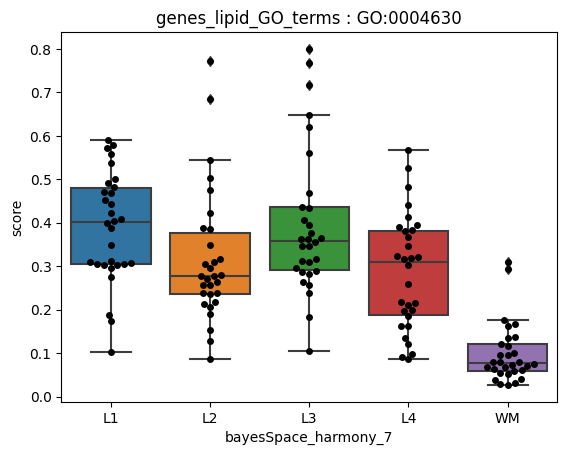 genes_lipid_GO_terms : GO:0004630
0.8
0.7
0.6
0.5
0.4
0.3
0.2
0.1
0.0
score
L1 L2 L3 L4 WM
bayesSpace_harmony_7